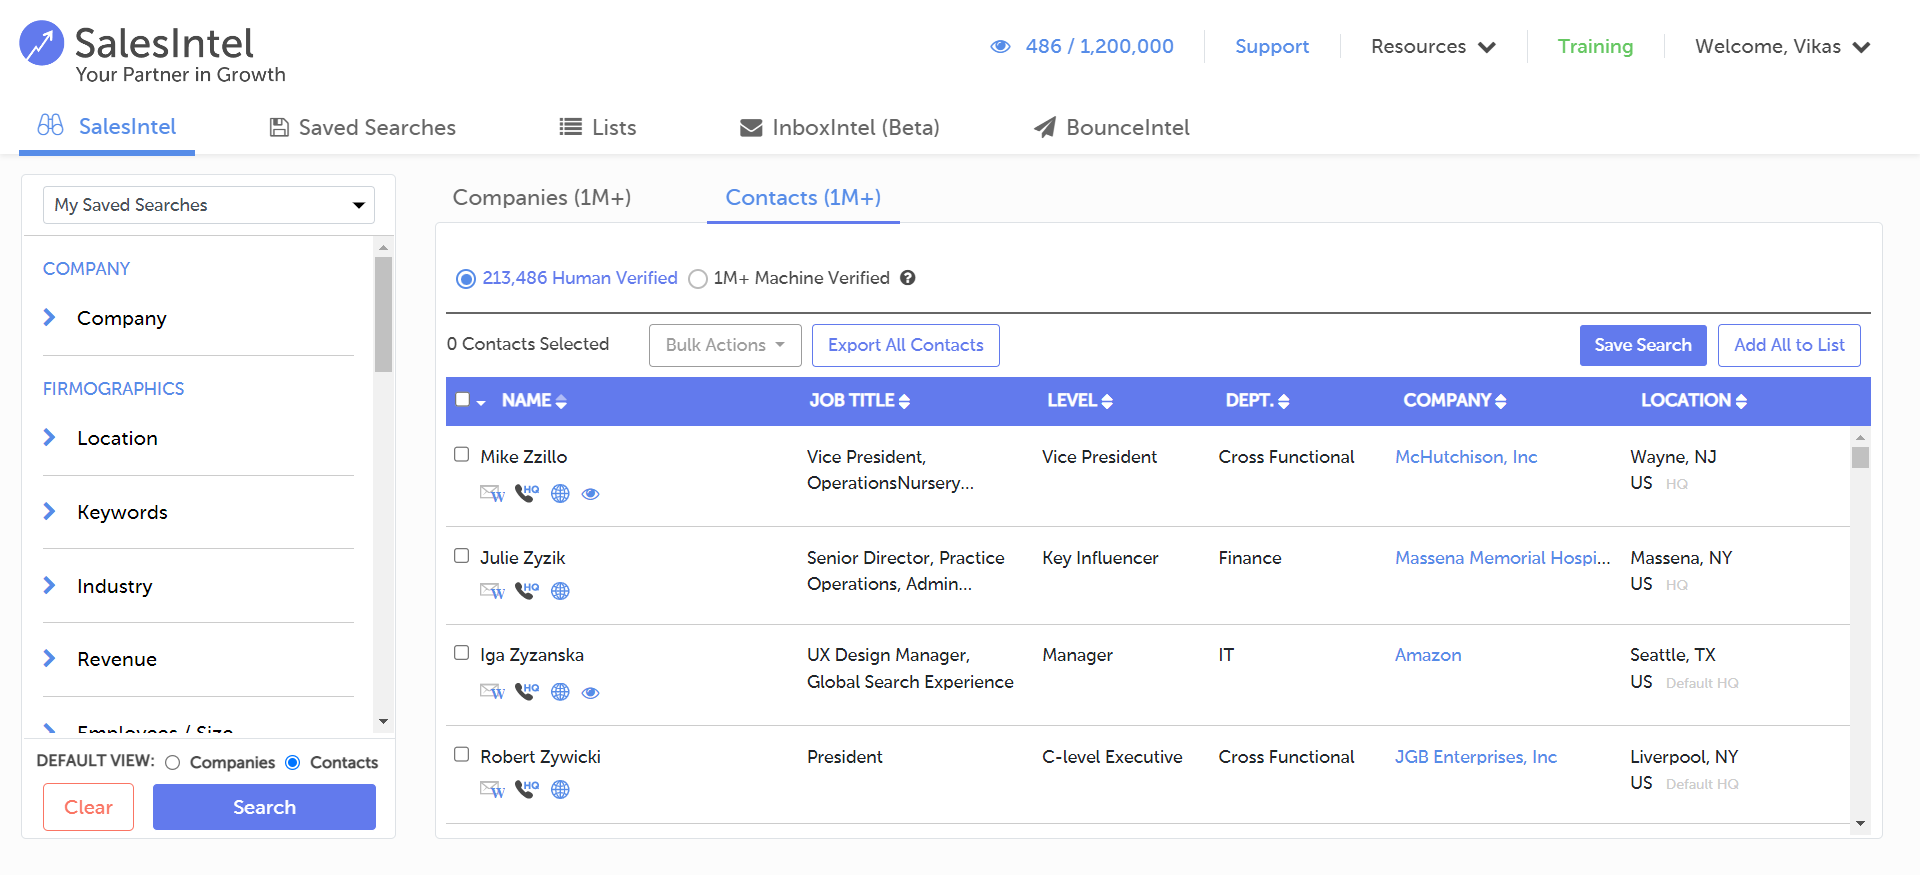 SalesIntel
Your Partner in Growth
486 / 1,200,000
Support
Resources
Training
Welcome, Vikas
SalesIntel
Saved Searches
Lists
InboxIntel (Beta)
BounceIntel
My Saved Searches
COMPANY
Company
FIRMOGRAPHICS
Location
Keywords
Industry
Revenue
Employees / Size
DEFAULT VIEW: Companies Contacts
Clear
Search
Companies (1M+)
Contacts (1M+)
213,486 Human Verified
1M+ Machine Verified ?
0 Contacts Selected
Bulk Actions
Export All Contacts
Save Search
Add All to List
NAME JOB TITLE LEVEL DEPT. COMPANY LOCATION
Mike Zzillo Vice President, Vice President Cross Functional McHutchison, Inc Wayne, NJ
OperationsNursery... US HQ
W HQ
Julie Zyzik Senior Director, Practice Key Influencer Finance Massena Memorial Hospi... Massena, NY
Operations, Admin... US HQ
W HQ
Iga Zyzanska UX Design Manager, Manager IT Amazon Seattle, TX
Global Search Experience US Default HQ
W HQ
Robert Zywicki President C-level Executive Cross Functional JGB Enterprises, Inc Liverpool, NY
US Default HQ
W HQ